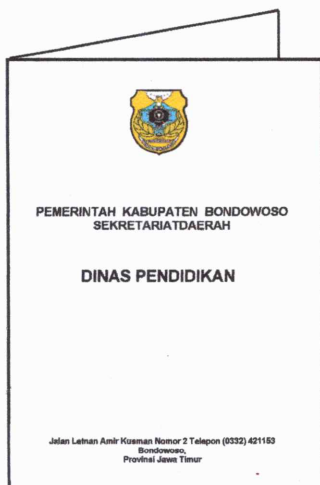 PEMERINTAH KABUPATEN BONDOWOSO
SEKRETARIATDAERAH
DINAS PENDIDIKAN
Jalan Letnan Amir Kusman Nomor 2 Telepon (0332) 421153
Bondowoso,
Provinsi Jawa Timur